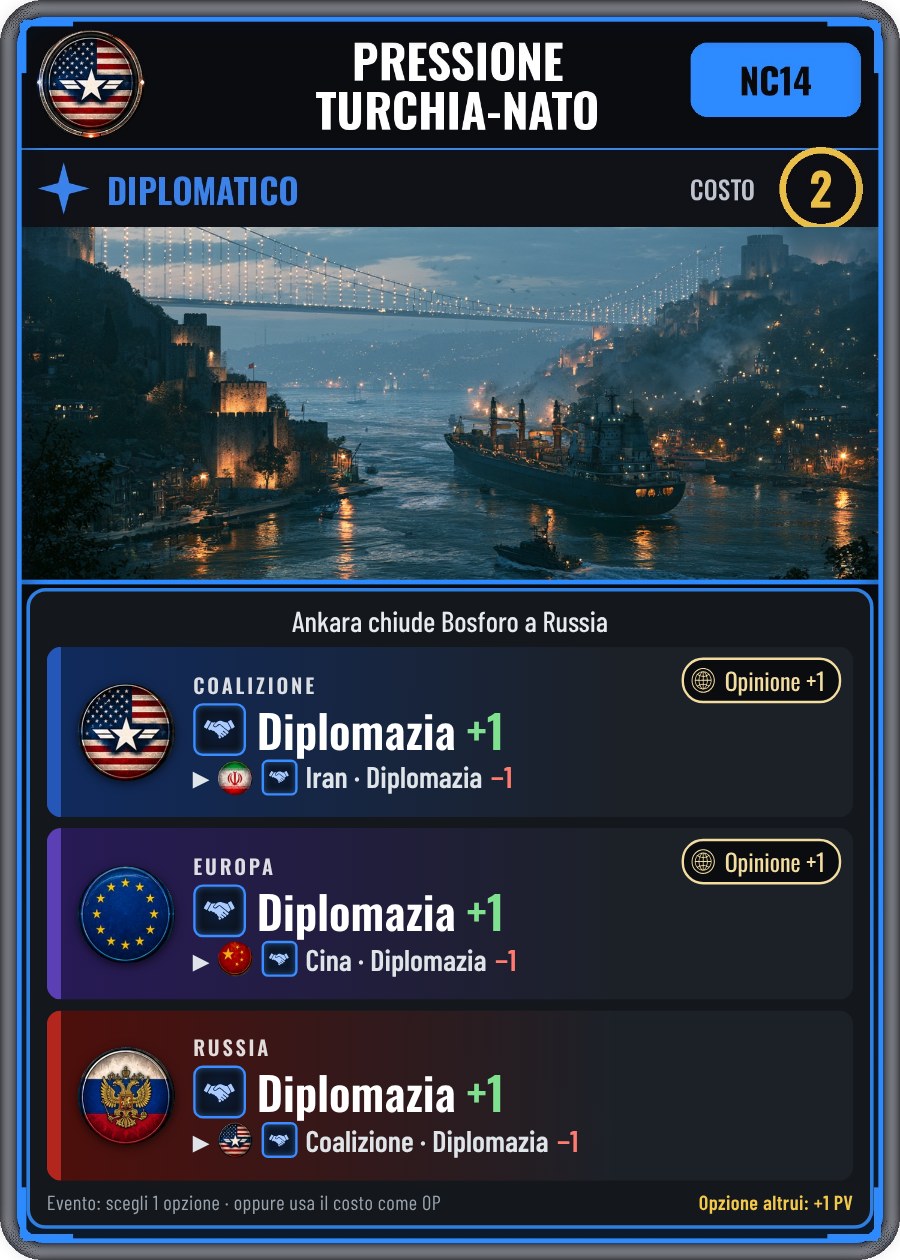 PRESSIONE
TURCHIA-NATO
NC14
DIPLOMATICO
COSTO 2
Ankara chiude Bosforo a Russia
COALIZIONE
Opinione +1
Diplomazia +1
▶ Iran · Diplomazia −1
EUROPA
Opinione +1
Diplomazia +1
▶ Cina · Diplomazia −1
RUSSIA
Diplomazia +1
▶ Coalizione · Diplomazia −1
Evento: scegli 1 opzione · oppure usa il costo come OP
Opzione altrui: +1 PV